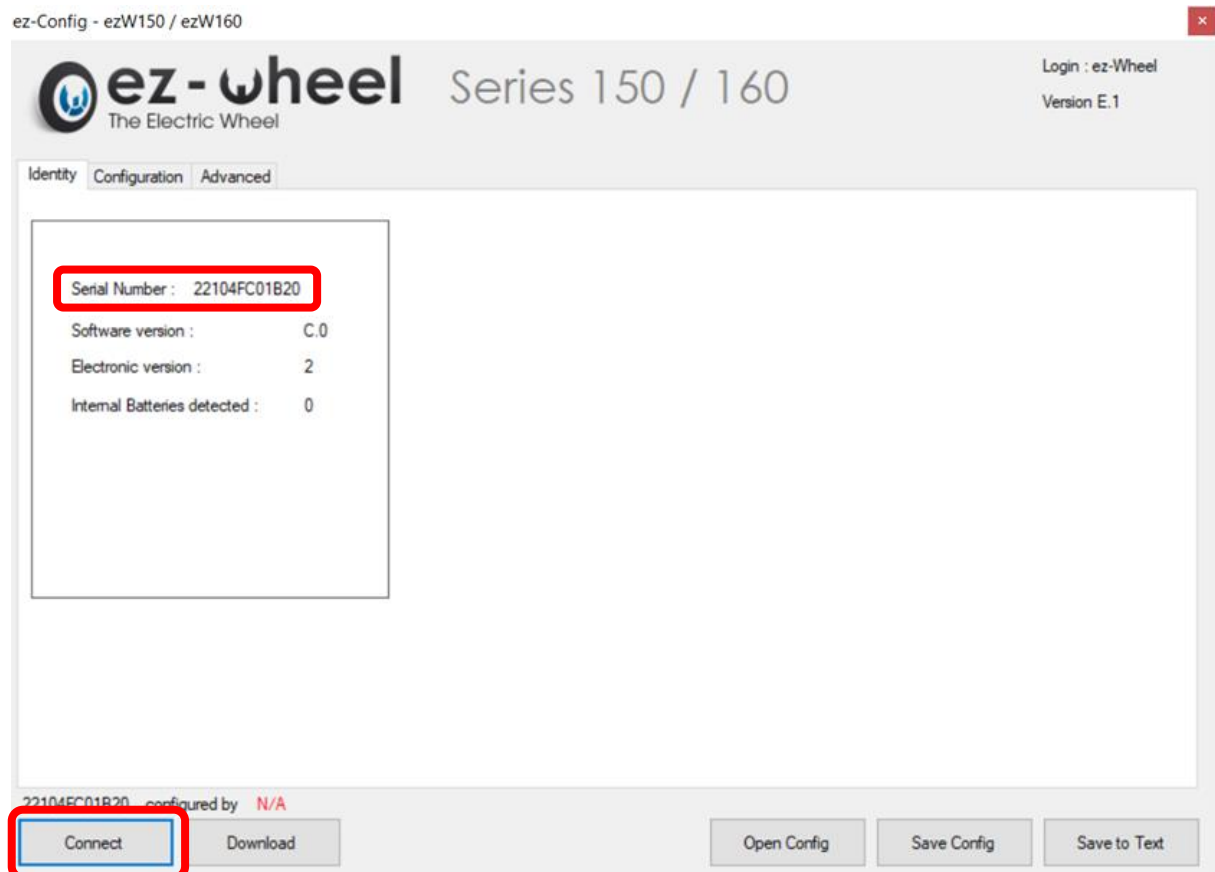 ez-Config - ezW150 / ezW160
×
ez-wheel
The Electric Wheel
Series 150 / 160
Login : ez-Wheel
Version E.1
Identity Configuration Advanced
Serial Number : 22104FC01B20
Software version : C.0
Electronic version : 2
Internal Batteries detected : 0
22104FC01B20 configured by N/A
Connect Download Open Config Save Config Save to Text